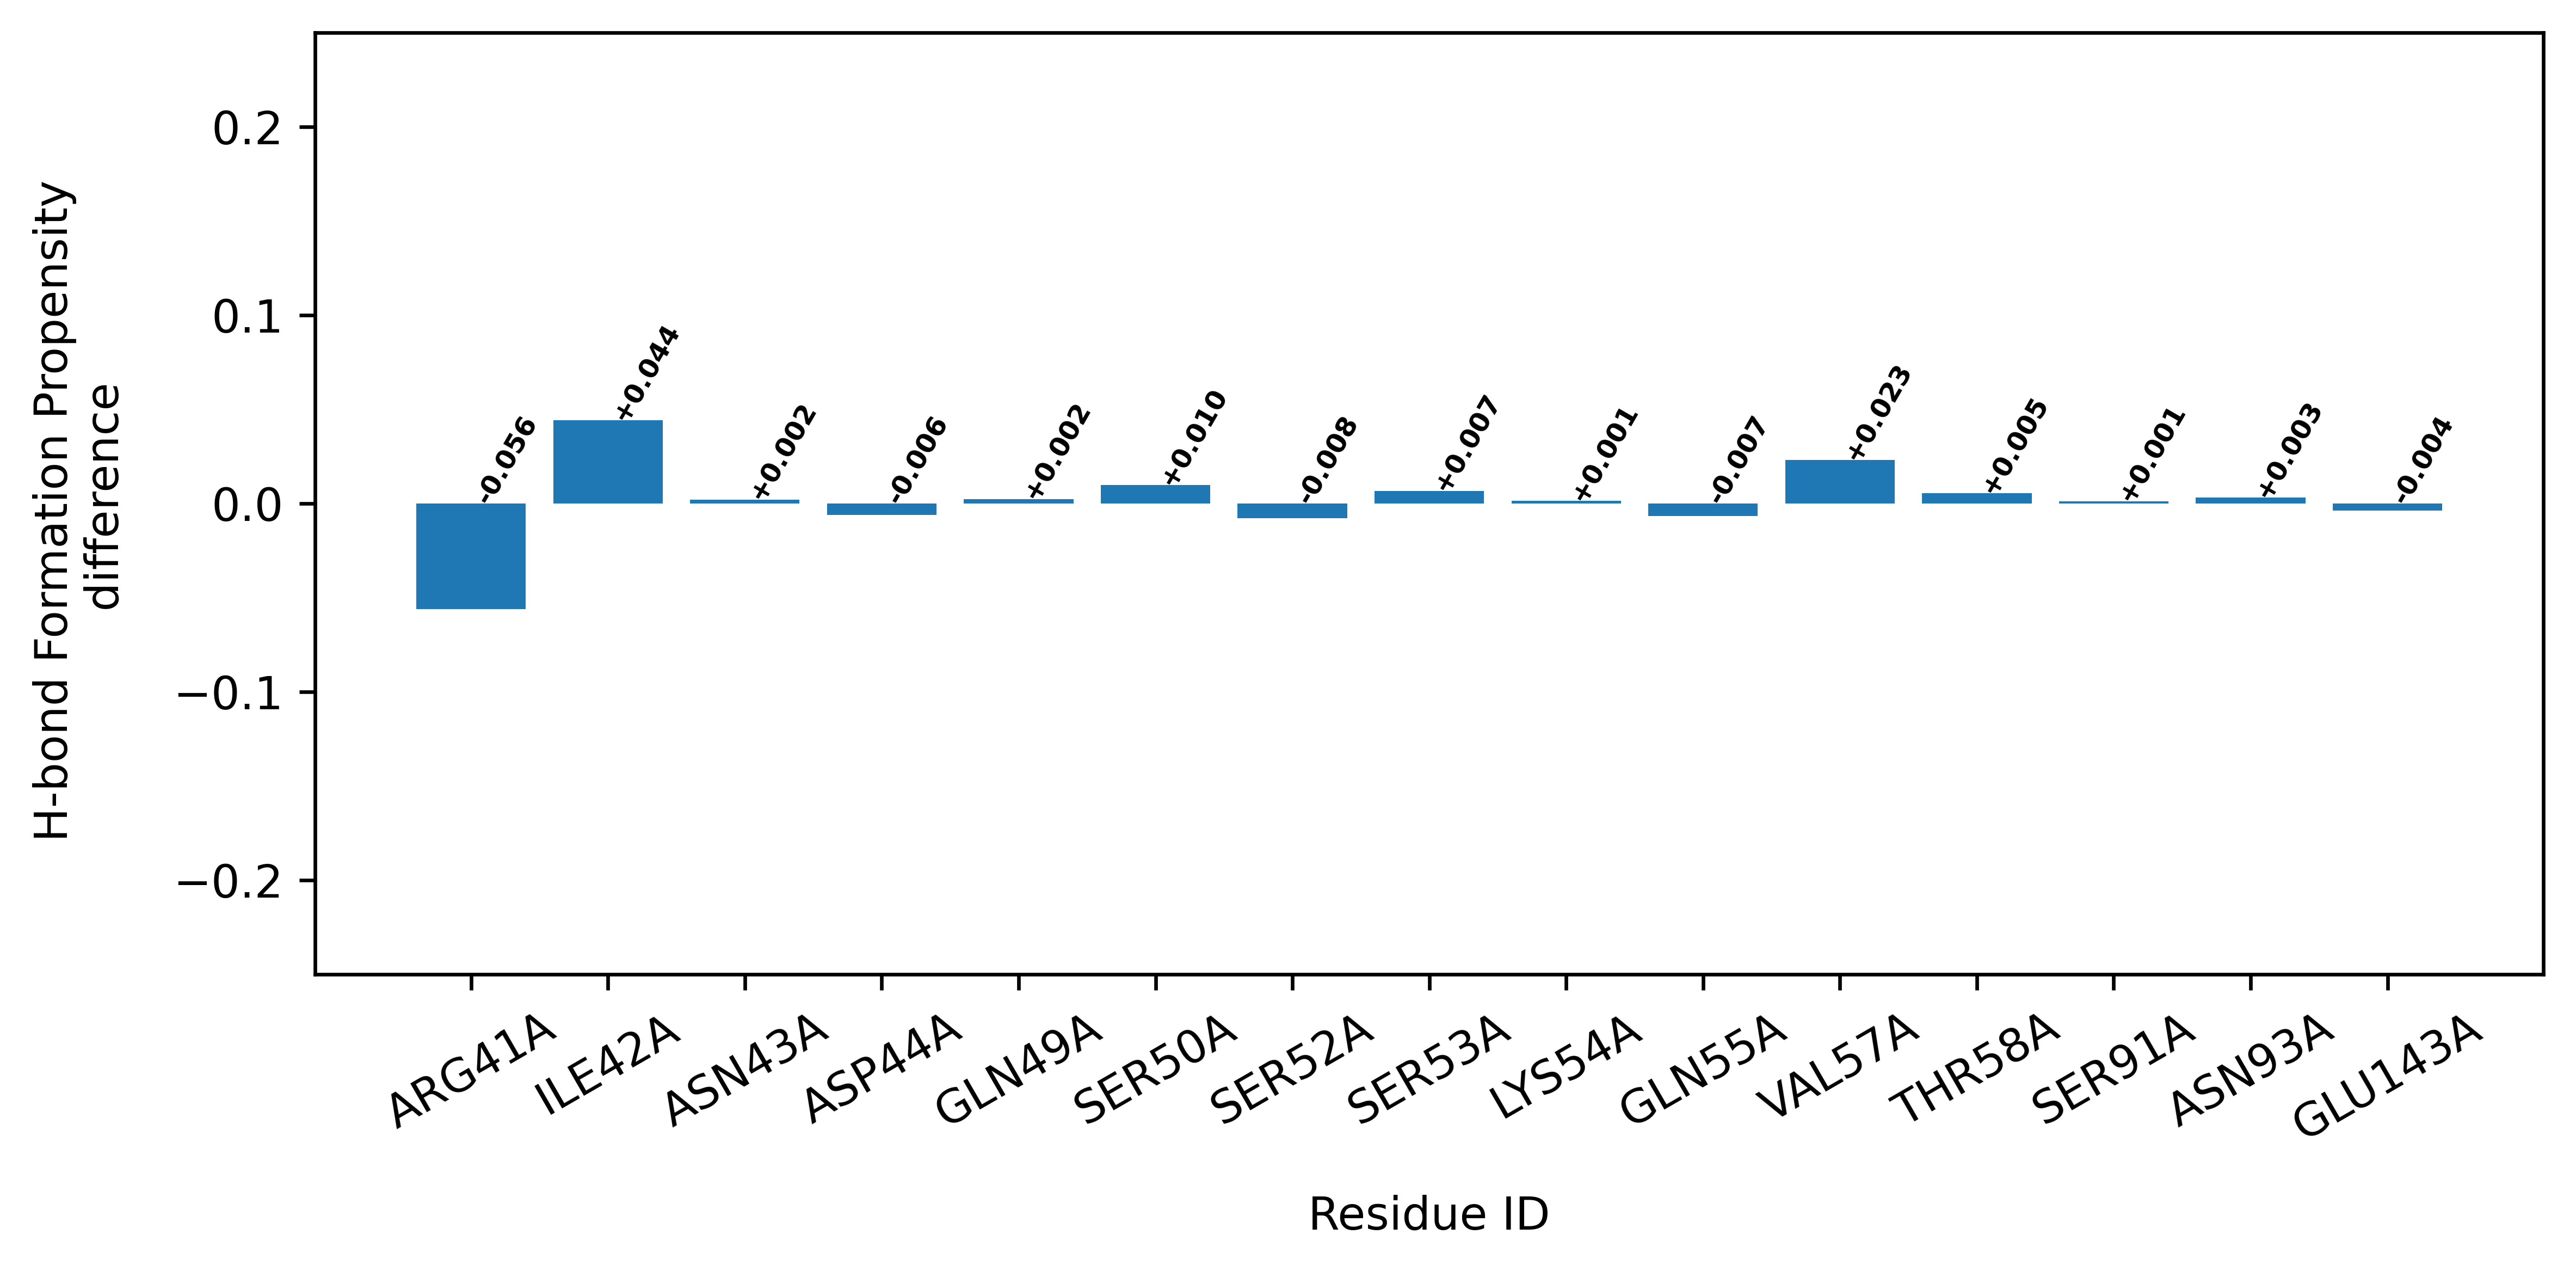 H-bond Formation Propensity
difference
0.2
0.1
0.0
−0.1
−0.2
-0.056
+0.044
+0.002
-0.006
+0.002
+0.010
-0.008
+0.007
+0.001
-0.007
+0.023
+0.005
+0.001
+0.003
-0.004
ARG41A
ILE42A
ASN43A
ASP44A
GLN49A
SER50A
SER52A
SER53A
LYS54A
GLN55A
VAL57A
THR58A
SER91A
ASN93A
GLU143A
Residue ID